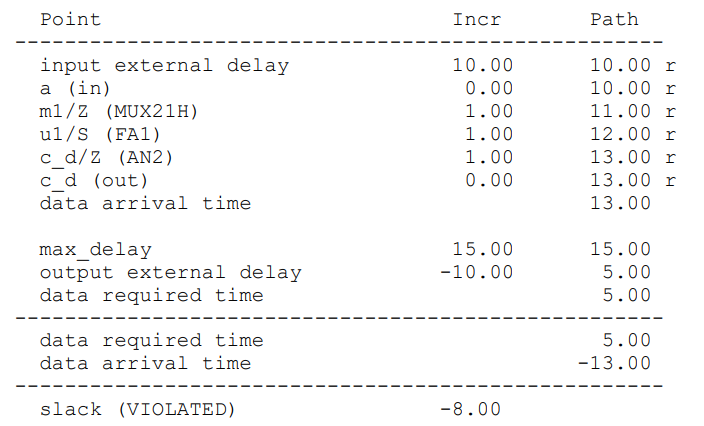 Point Incr Path
-----------------------------------------------------
input external delay 10.00 10.00 r
a (in) 0.00 10.00 r
m1/Z (MUX21H) 1.00 11.00 r
u1/S (FA1) 1.00 12.00 r
c_d/Z (AN2) 1.00 13.00 r
c_d (out) 0.00 13.00 r
data arrival time 13.00
max_delay 15.00 15.00
output external delay -10.00 5.00
data required time 5.00
-----------------------------------------------------
data required time 5.00
data arrival time -13.00
-----------------------------------------------------
slack (VIOLATED) -8.00